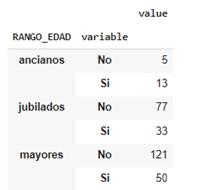 value
RANGO_EDAD variable
ancianos No 5
Si 13
jubilados No 77
Si 33
mayores No 121
Si 50